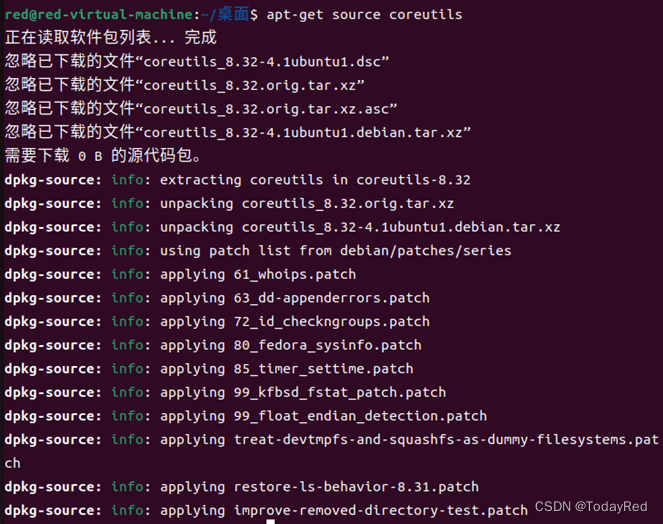 red@red-virtual-machine:~/桌面$ apt-get source coreutils
正在读取软件包列表... 完成
忽略已下载的文件“coreutils_8.32-4.1ubuntu1.dsc”
忽略已下载的文件“coreutils_8.32.orig.tar.xz”
忽略已下载的文件“coreutils_8.32.orig.tar.xz.asc”
忽略已下载的文件“coreutils_8.32-4.1ubuntu1.debian.tar.xz”
需要下载 0 B 的源代码包。
dpkg-source: info: extracting coreutils in coreutils-8.32
dpkg-source: info: unpacking coreutils_8.32.orig.tar.xz
dpkg-source: info: unpacking coreutils_8.32-4.1ubuntu1.debian.tar.xz
dpkg-source: info: using patch list from debian/patches/series
dpkg-source: info: applying 61_whoips.patch
dpkg-source: info: applying 63_dd-appenderrors.patch
dpkg-source: info: applying 72_id_checkngroups.patch
dpkg-source: info: applying 80_fedora_sysinfo.patch
dpkg-source: info: applying 85_timer_settime.patch
dpkg-source: info: applying 99_kfbsd_fstat_patch.patch
dpkg-source: info: applying 99_float_endian_detection.patch
dpkg-source: info: applying treat-devtmpfs-and-squashfs-as-dummy-filesystems.pat
ch
dpkg-source: info: applying restore-ls-behavior-8.31.patch
dpkg-source: info: applying improve-removed-directory-test.patch
CSDN @TodayRed